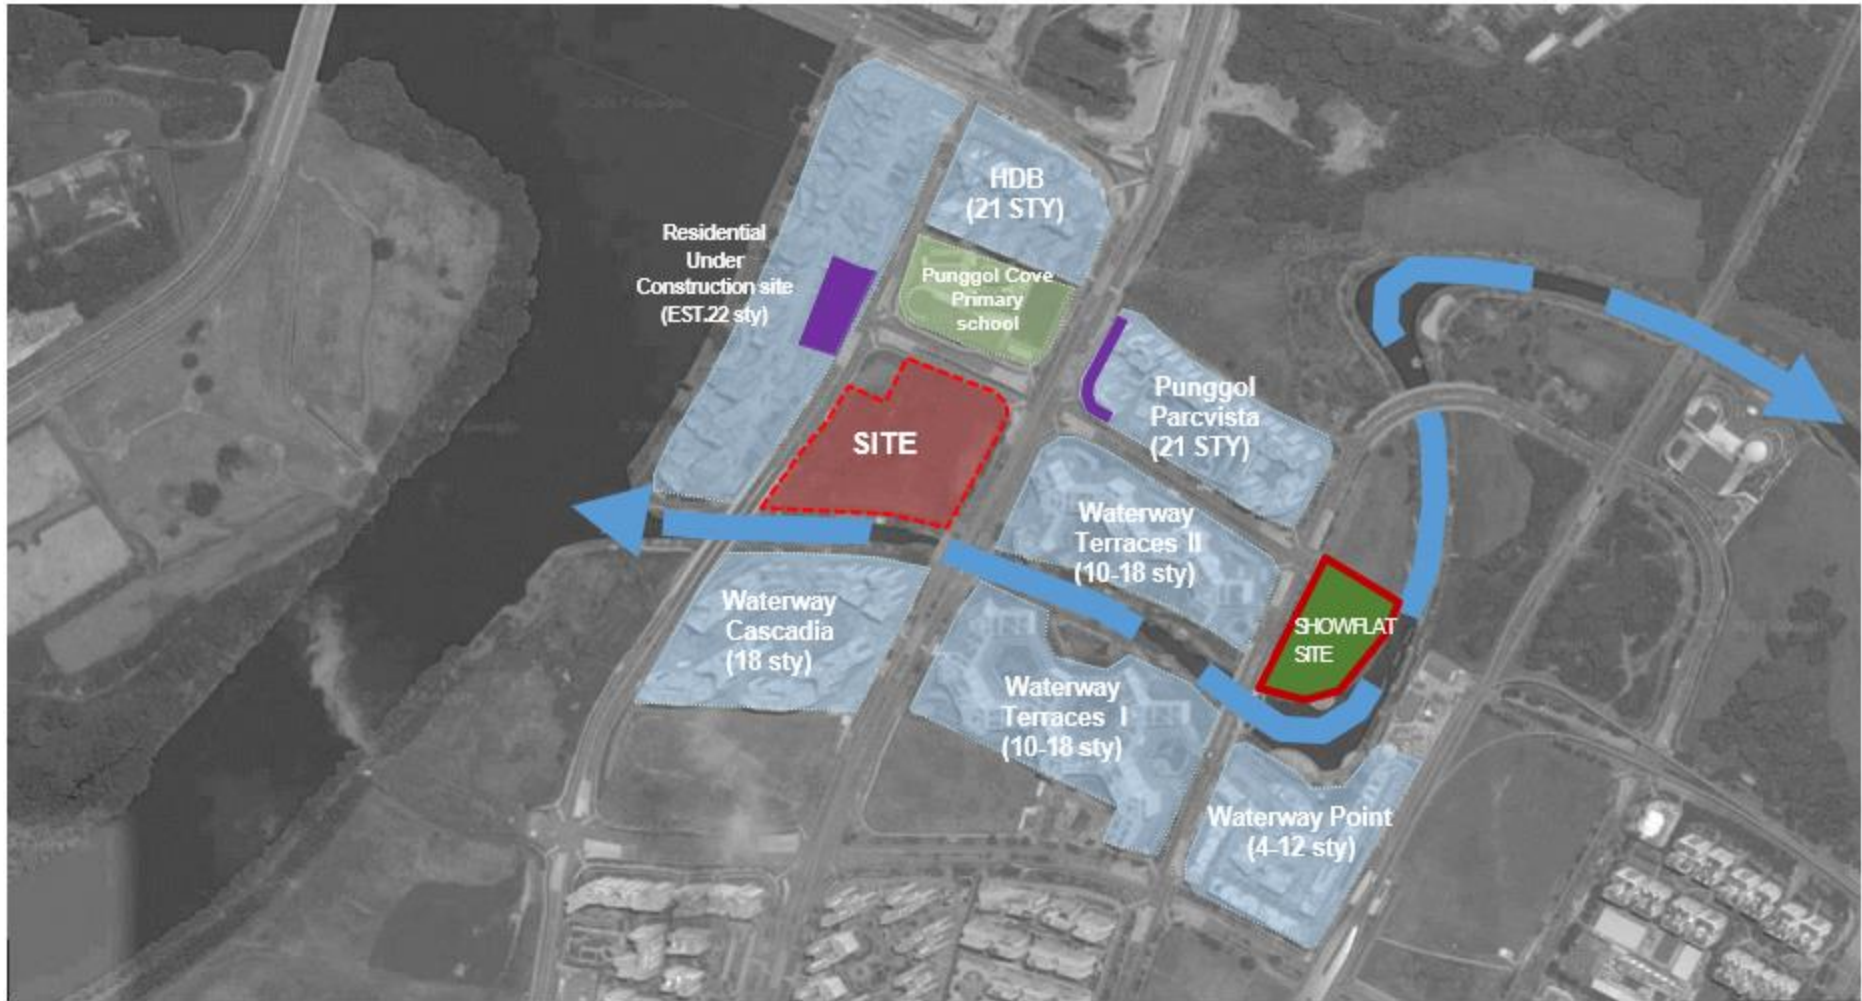 HDB
(21 STY)
Residential
Under
Construction site
(EST.22 sty)
Punggol Cove
Primary
school
SITE
Punggol
Parcvista
(21 STY)
Waterway
Terraces II
(10-18 sty)
Waterway
Cascadia
(18 sty)
SHOWFLAT
SITE
Waterway
Terraces I
(10-18 sty)
Waterway Point
(4-12 sty)